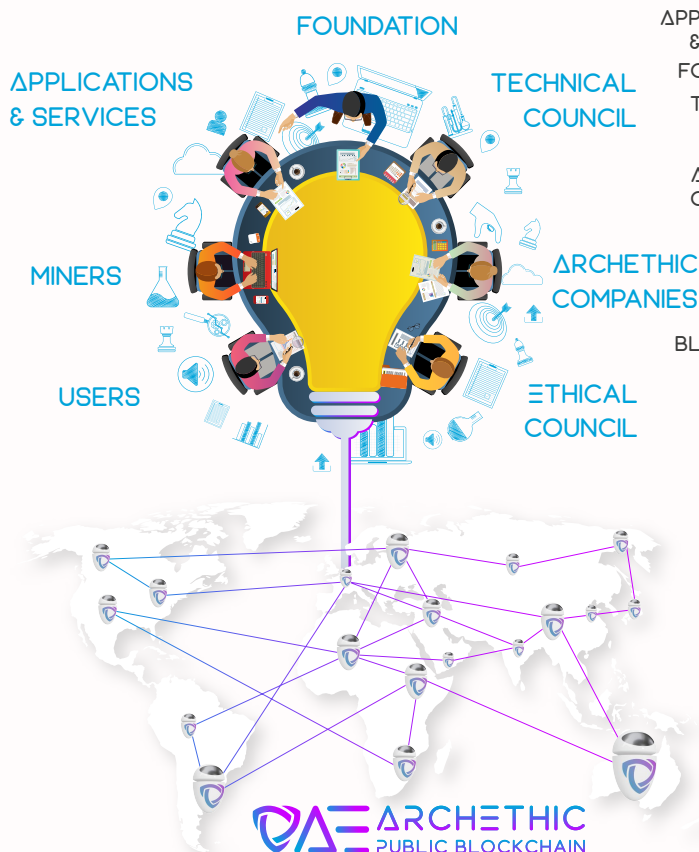 FOUNDATION
APPLICATIONS
& SERVICES
TECHNICAL
COUNCIL
MINERS
ARCHETHIC
COMPANIES
USERS
ETHICAL
COUNCIL
ARCHETHIC
PUBLIC BLOCKCHAIN
&